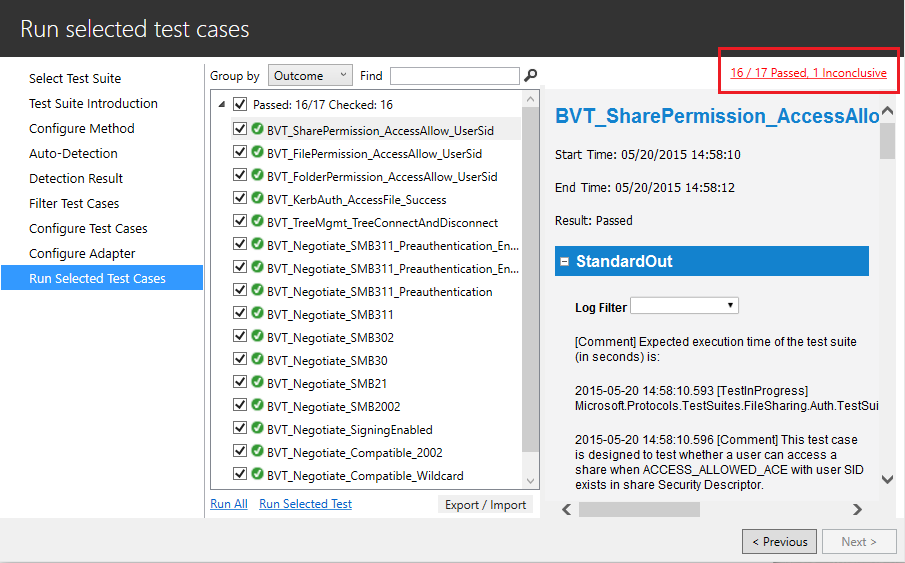 Run selected test cases
Select Test Suite
Test Suite Introduction
Configure Method
Auto-Detection
Detection Result
Filter Test Cases
Configure Test Cases
Configure Adapter
Run Selected Test Cases
Group by Outcome Find
16 / 17 Passed, 1 Inconclusive
Passed: 16/17 Checked: 16
BVT_SharePermission_AccessAllow_UserSid
BVT_FilePermission_AccessAllow_UserSid
BVT_FolderPermission_AccessAllow_UserSid
BVT_KerbAuth_AccessFile_Success
BVT_TreeMgmt_TreeConnectAndDisconnect
BVT_Negotiate_SMB311_Preauthentication_En...
BVT_Negotiate_SMB311_Preauthentication_En...
BVT_Negotiate_SMB311_Preauthentication
BVT_Negotiate_SMB311
BVT_Negotiate_SMB302
BVT_Negotiate_SMB30
BVT_Negotiate_SMB21
BVT_Negotiate_SMB2002
BVT_Negotiate_SigningEnabled
BVT_Negotiate_Compatible_2002
BVT_Negotiate_Compatible_Wildcard
Run All Run Selected Test Export / Import
BVT_SharePermission_AccessAllo
Start Time: 05/20/2015 14:58:10
End Time: 05/20/2015 14:58:12
Result: Passed
StandardOut
Log Filter
[Comment] Expected execution time of the test suite
(in seconds) is:
2015-05-20 14:58:10.593 [TestInProgress]
Microsoft.Protocols.TestSuites.FileSharing.Auth.TestSui
2015-05-20 14:58:10.596 [Comment] This test case
is designed to test whether a user can access a
share when ACCESS_ALLOWED_ACE with user SID
exists in share Security Descriptor.
< Previous Next >